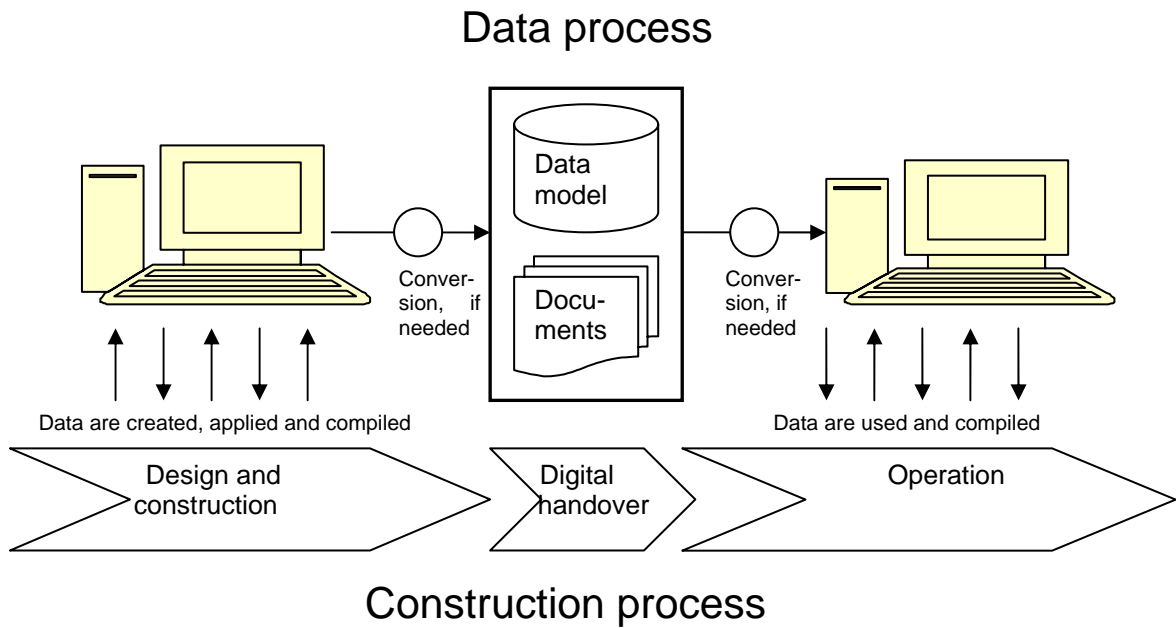 Data process
Data
model
Conver-
sion, if
needed
Docu-
ments
Conver-
sion, if
needed
Data are created, applied and compiled
Data are used and compiled
Design and
construction
Digital
handover
Operation
Construction process